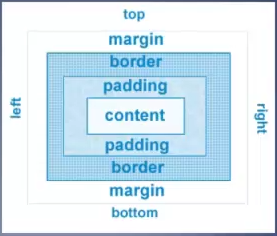 top
margin
border
padding
left
content
right
padding
border
margin
bottom